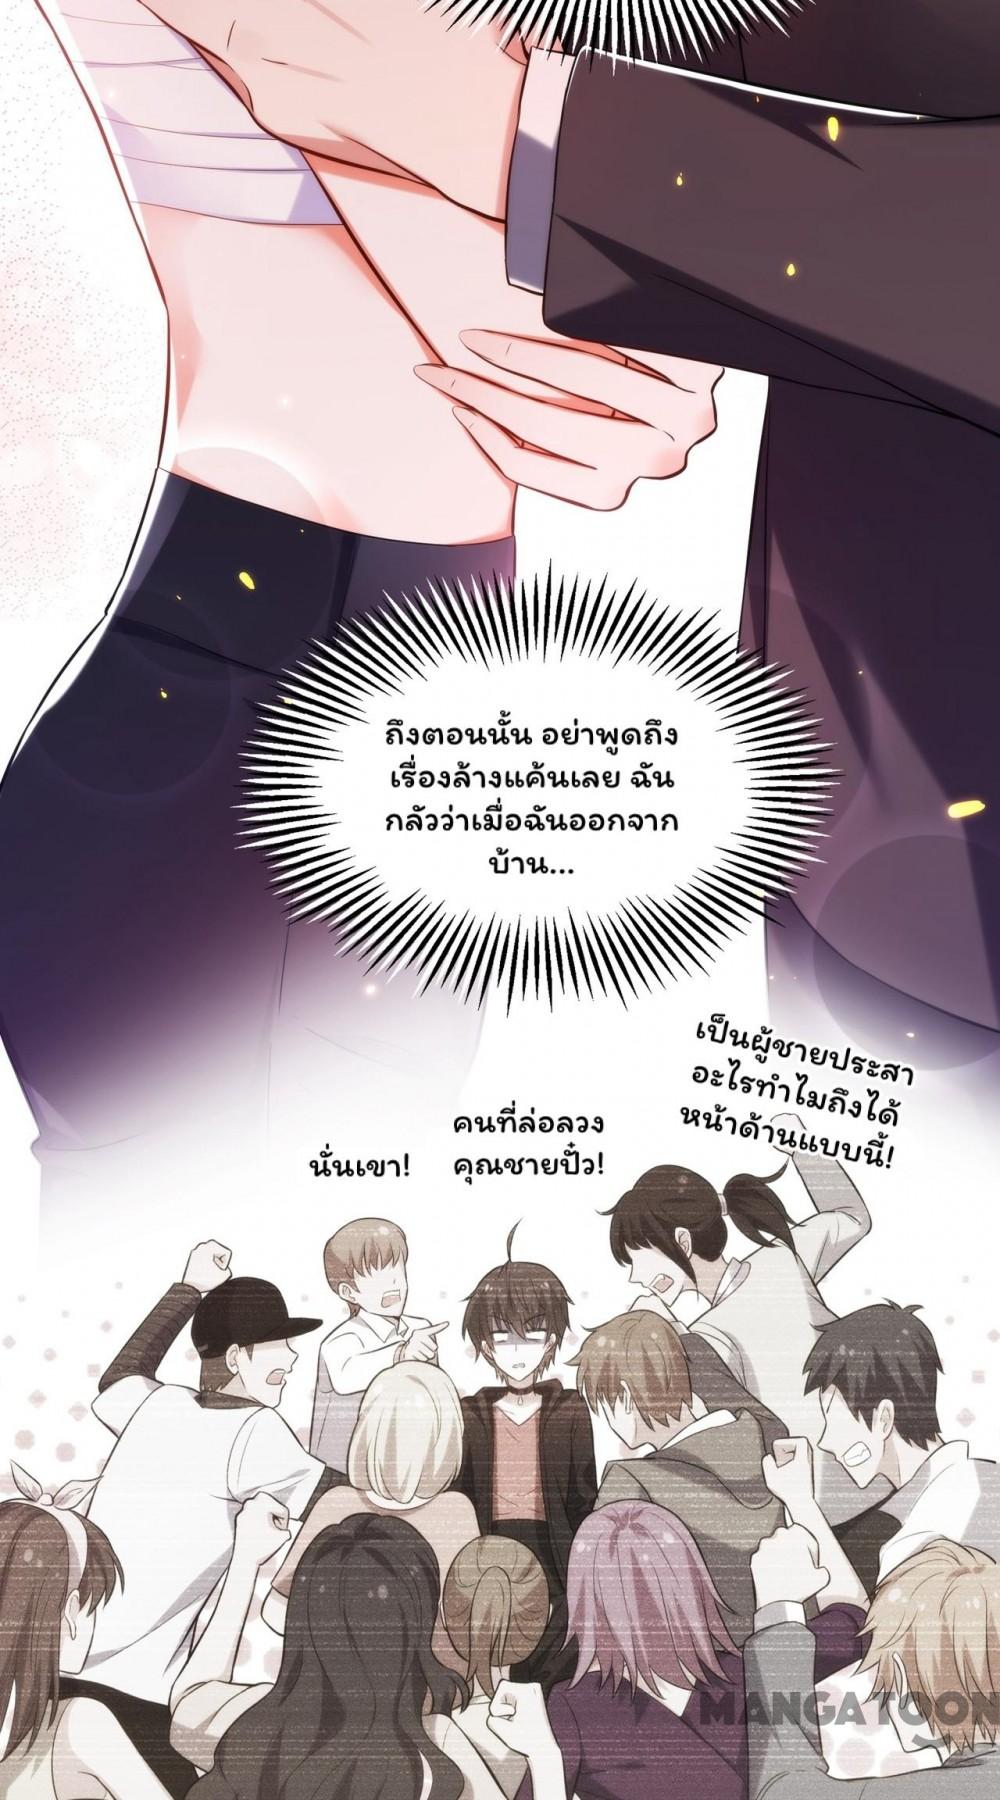 ถึงตอนนั้น อย่าพูดถึง
เรื่องล้างแค้นเลย ฉัน
กลัวว่าเมื่อฉันออกจาก
บ้าน...
นั่นเขา!
คนที่ล่อลวง
คุณชายปั๋ว!
เป็นผู้ชายประสา
อะไรทำไมถึงได้
หน้าด้านแบบนี้!
MANGATOON